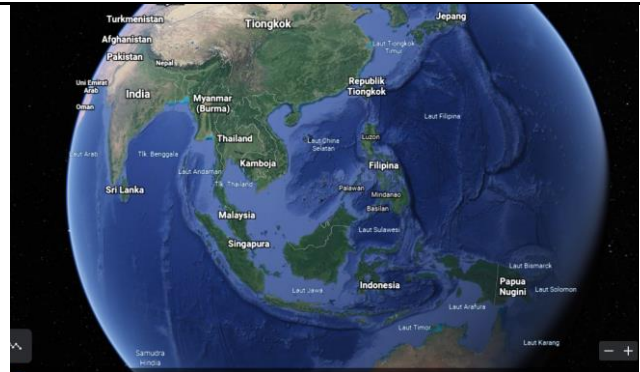 Turkmenistan
Jepang
Tiongkok
Afghanistan
Laut Tiongkok
Timur
Pakistan
Nepal
Uni Emirat
Arab
Republik
Tiongkok
India
Myanmar
(Burma)
Oman
Laut Filipina
Thailand
Laut China
Selatan
Luzon
Laut Arab
Tlk. Benggala
Kamboja
Filipina
Laut Andaman
Tlk. Thailand
Sri Lanka
Palawan
Mindanao
Basilan
Malaysia
Laut Sulawesi
Singapura
Laut Bismarck
Indonesia
Papua
Nugini
Laut Solomon
Laut Jawa
Laut Arafura
Laut Timor
Laut Karang
Samudra
Hindia